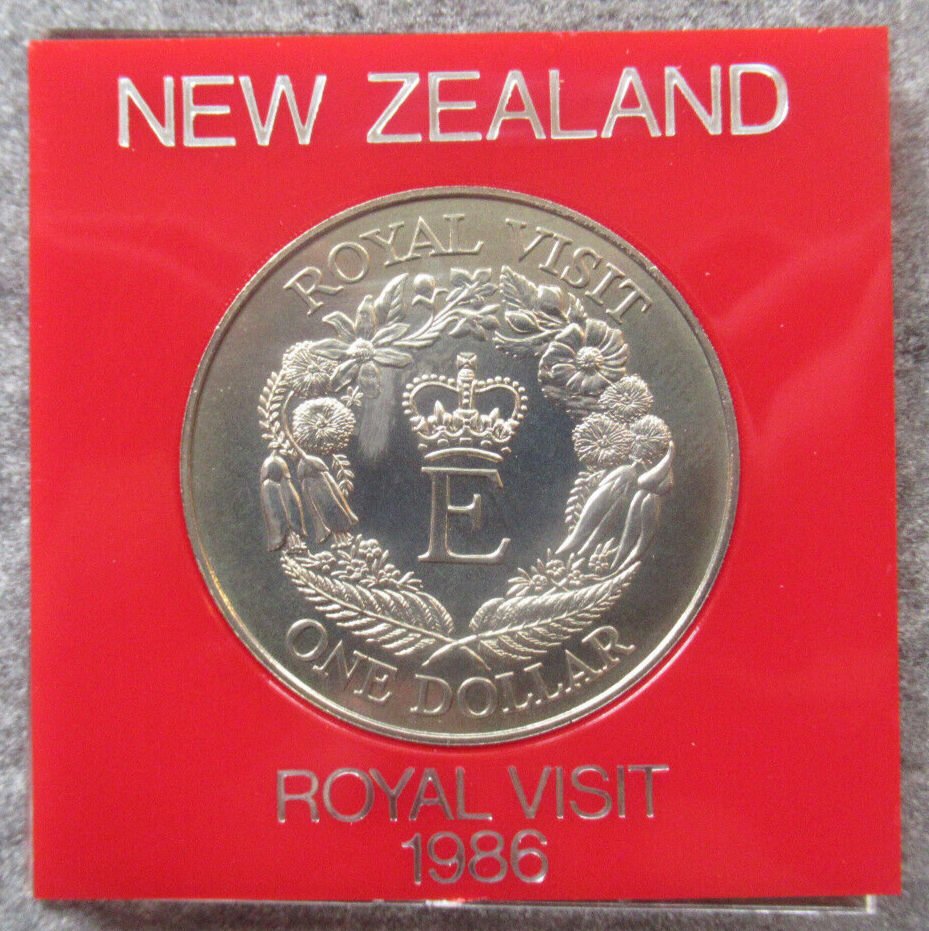 NEW ZEALAND
ROYAL VISIT
E
ONE DOLLAR
ROYAL VISIT
1986